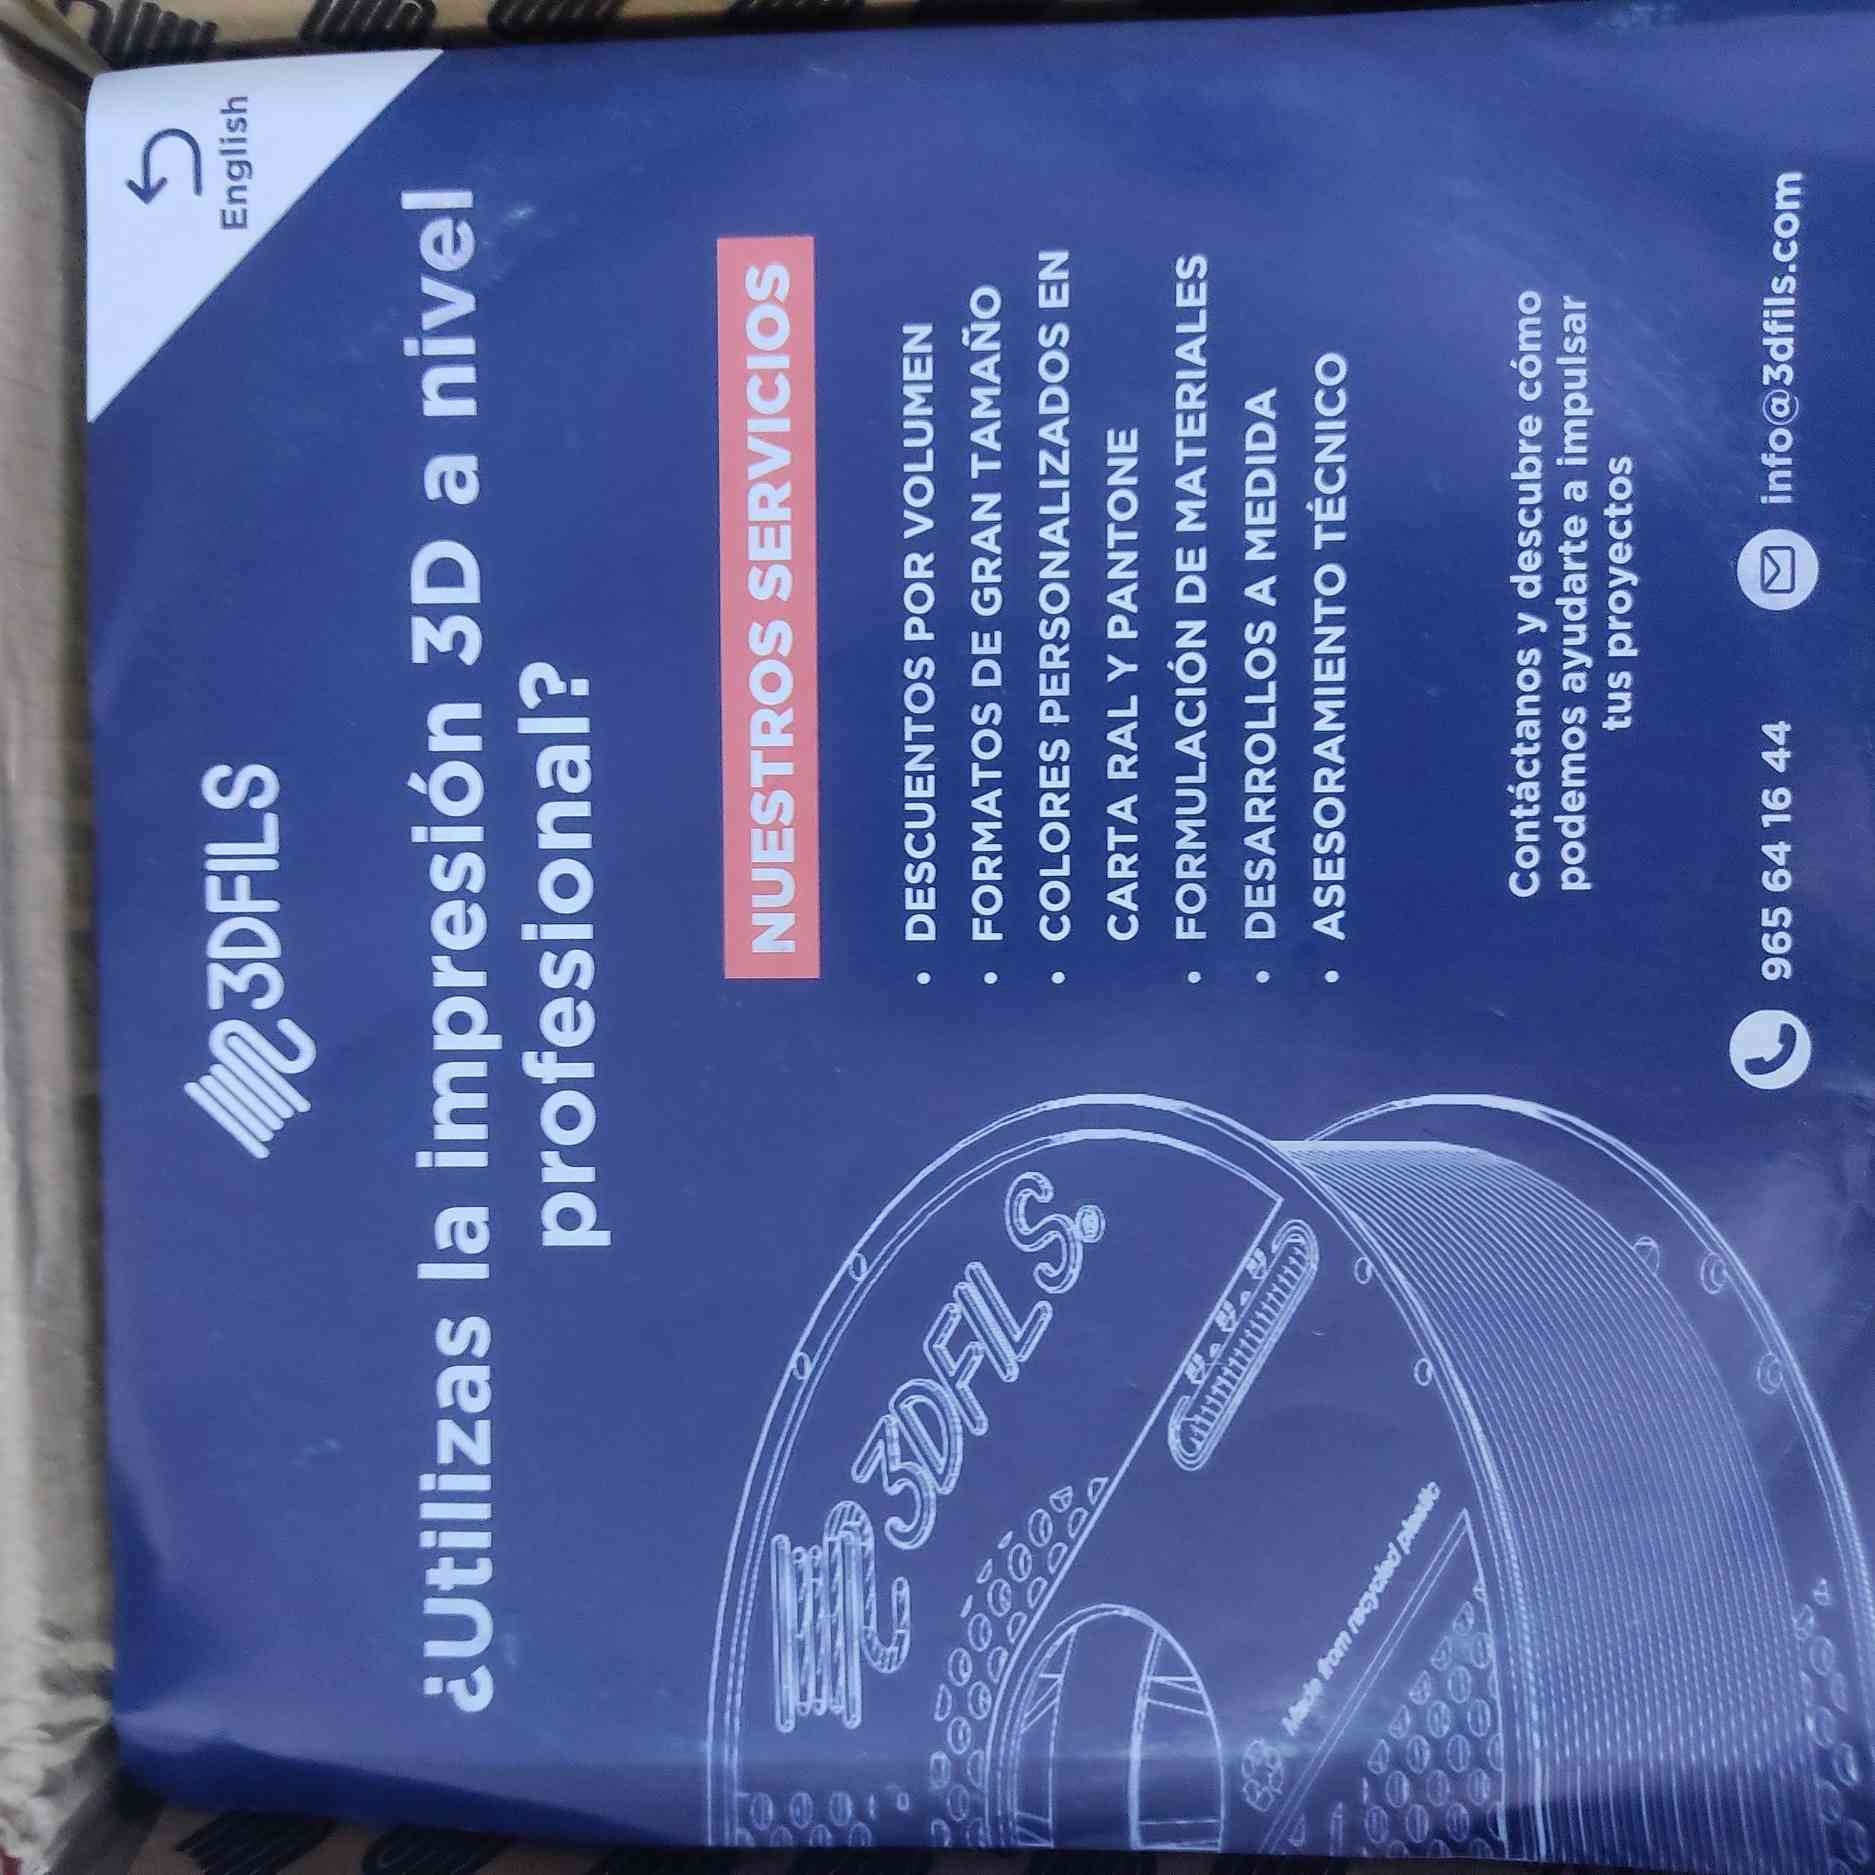 English
3DFILS
¿Utilizas la impresión 3D a nivel
profesional?
NUESTROS SERVICIOS
• DESCUENTOS POR VOLUMEN
• FORMATOS DE GRAN TAMAÑO
• COLORES PERSONALIZADOS EN
CARTA RAL Y PANTONE
• FORMULACIÓN DE MATERIALES
• DESARROLLOS A MEDIDA
• ASESORAMIENTO TÉCNICO
3DFILS®
Made from recycled plastic
Contáctanos y descubre cómo
podemos ayudarte a impulsar
tus proyectos
965 64 16 44
info@3dfils.com